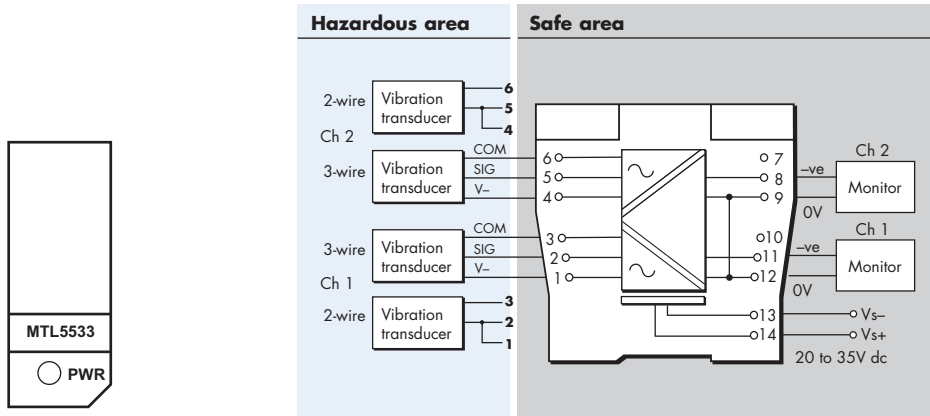 Hazardous area
Safe area
2-wire
Vibration
transducer
6
5
4
Ch 2
3-wire
Vibration
transducer
COM
SIG
V–
3-wire
Vibration
transducer
COM
SIG
V–
Ch 1
2-wire
Vibration
transducer
3
2
1
6
5
4
3
2
1
7
8
9
10
11
12
13
14
Ch 2
–ve
Monitor
0V
Ch 1
–ve
Monitor
0V
Vs–
Vs+
20 to 35V dc
MTL5533
PWR